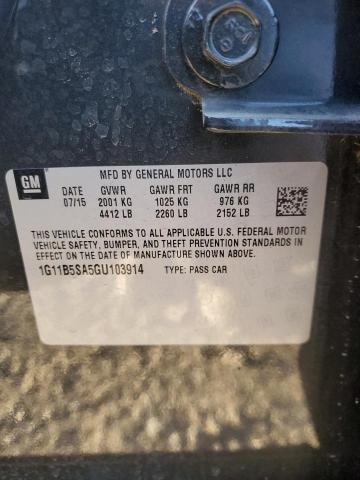 GM
MFD BY GENERAL MOTORS LLC
DATE GVWR GAWR FRT GAWR RR
07/15 2001 KG 1025 KG 976 KG
4412 LB 2260 LB 2152 LB
THIS VEHICLE CONFORMS TO ALL APPLICABLE U.S. FEDERAL MOTOR
VEHICLE SAFETY, BUMPER, AND THEFT PREVENTION STANDARDS IN
EFFECT ON THE DATE OF MANUFACTURE SHOWN ABOVE.
1G11B5SA5GU103914 TYPE: PASS CAR